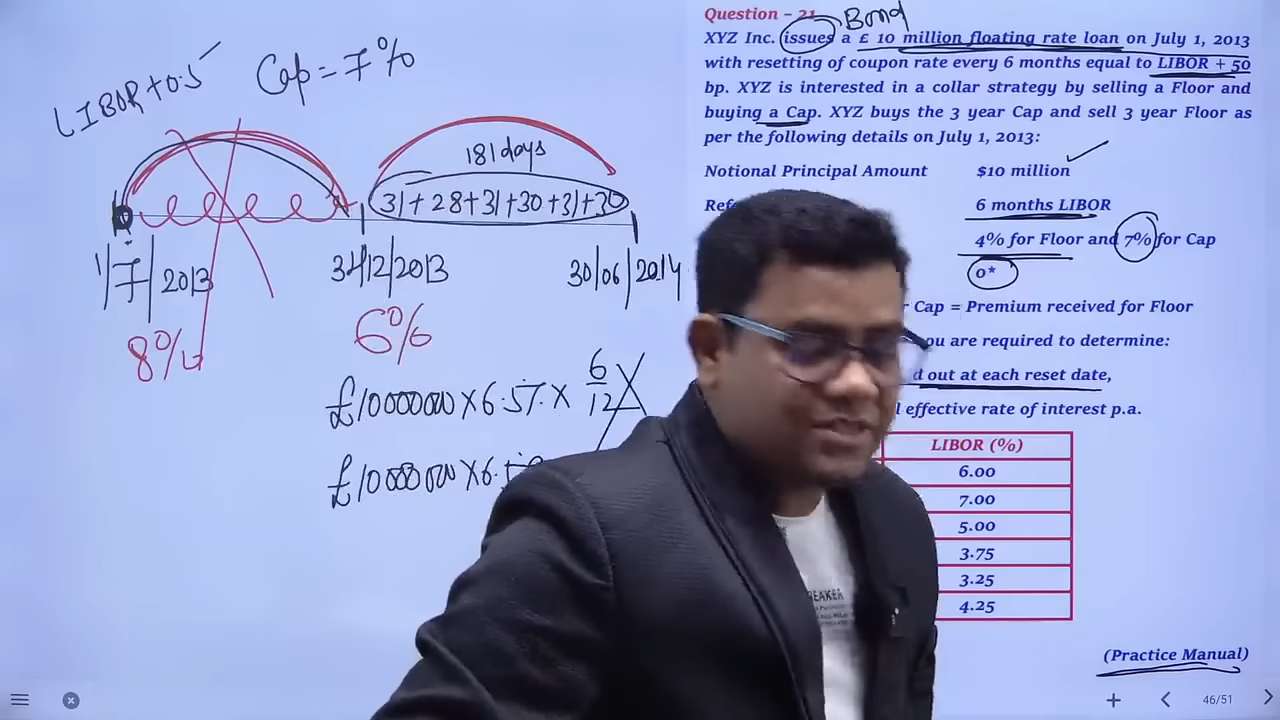 Question – 21
Bond
XYZ Inc. issues a £ 10 million floating rate loan on July 1, 2013
with resetting of coupon rate every 6 months equal to LIBOR + 50
bp. XYZ is interested in a collar strategy by selling a Floor and
buying a Cap. XYZ buys the 3 year Cap and sell 3 year Floor as
per the following details on July 1, 2013:
Notional Principal Amount $10 million
6 months LIBOR
4% for Floor and 7% for Cap
0*
Cap = Premium received for Floor
you are required to determine:
out at each reset date,
effective rate of interest p.a.
LIBOR (%)
6.00
7.00
5.00
3.75
3.25
4.25
(Practice Manual)
46/51
LIBOR + 0.5
Cap = 7%
181 days
31 + 28 + 31 + 30 + 31 + 30
1/7/2013
31/12/2013
30/06/2014
8%
6%
£10000000 × 6.5% × 6/12